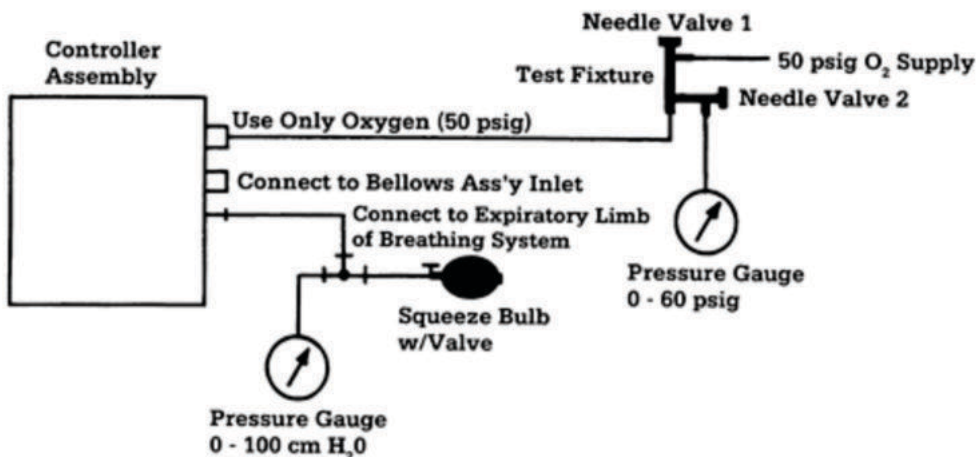 Needle Valve 1
Controller
Assembly
Test Fixture
50 psig O₂ Supply
Needle Valve 2
Use Only Oxygen (50 psig)
Connect to Bellows Ass'y Inlet
Connect to Expiratory Limb
of Breathing System
Pressure Gauge
0 - 60 psig
Squeeze Bulb
w/Valve
Pressure Gauge
0 - 100 cm H₂0